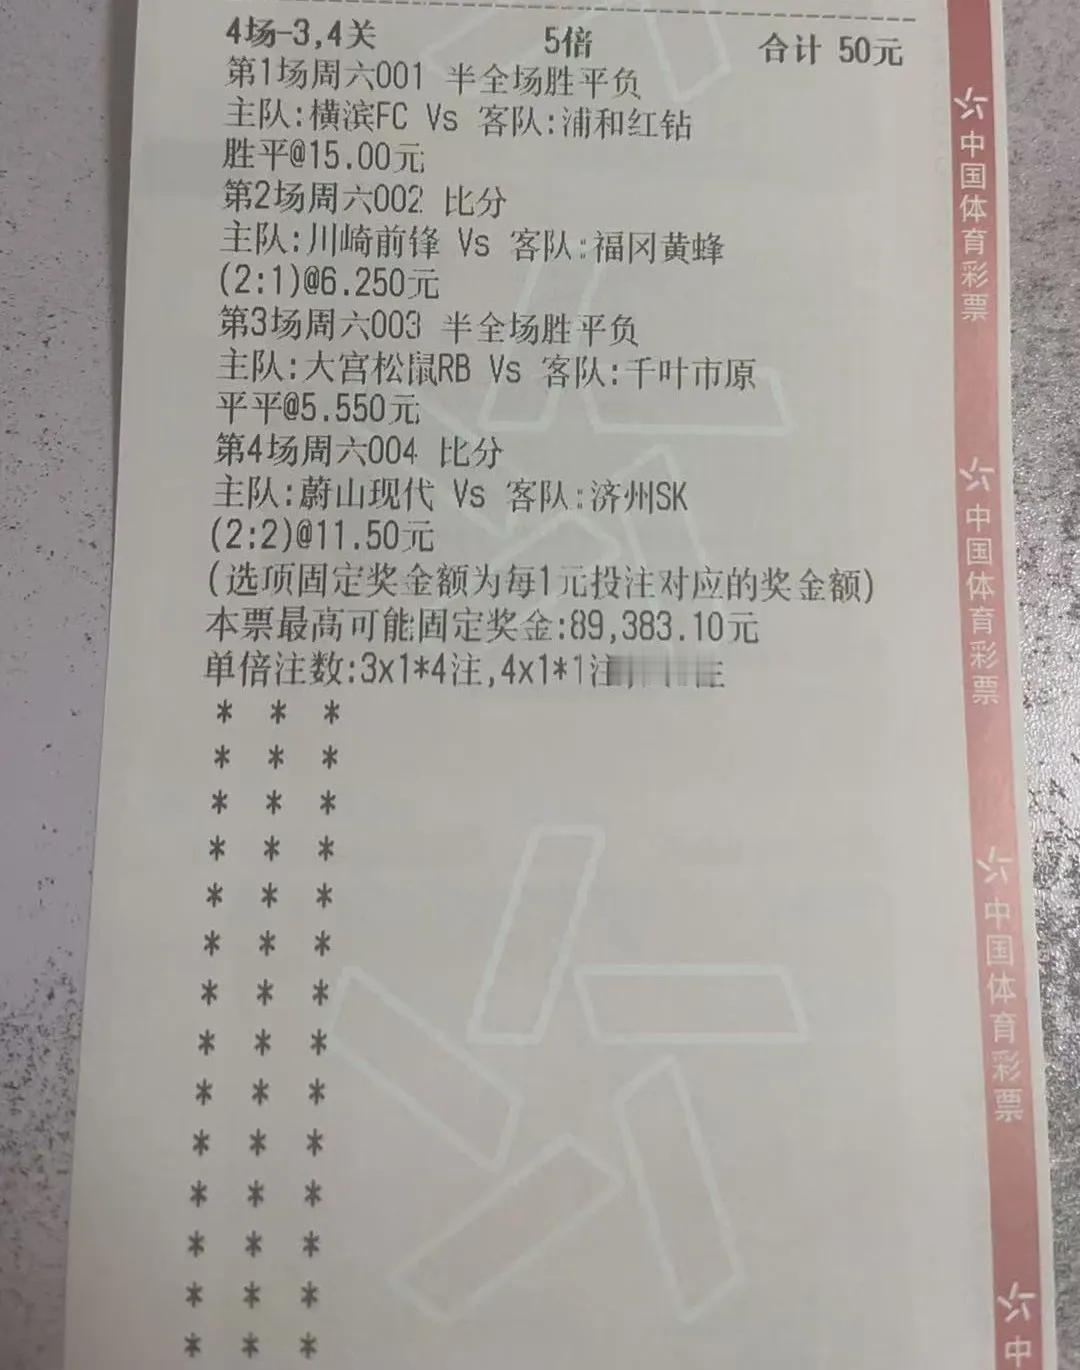 4场-3,4关 5倍 合计 50元
第1场周六001 半全场胜平负
主队:横滨FC Vs 客队:浦和红钻
胜平@15.00元
第2场周六002 比分
主队:川崎前锋 Vs 客队:福冈黄蜂
(2:1)@6.250元
第3场周六003 半全场胜平负
主队:大宫松鼠RB Vs 客队:千叶市原
平平@5.550元
第4场周六004 比分
主队:蔚山现代 Vs 客队:济州SK
(2:2)@11.50元
(选项固定奖金额为每1元投注对应的奖金额)
本票最高可能固定奖金:89,383.10元
单倍注数:3x1*4注,4x1*1注
* * *
* * *
* * *
* * *
* * *
* * *
* * *
* * *
* * *
* * *
* * *
* * *
* * *
* * *
中国体育彩票
中国体育彩票
中国体育彩票
中